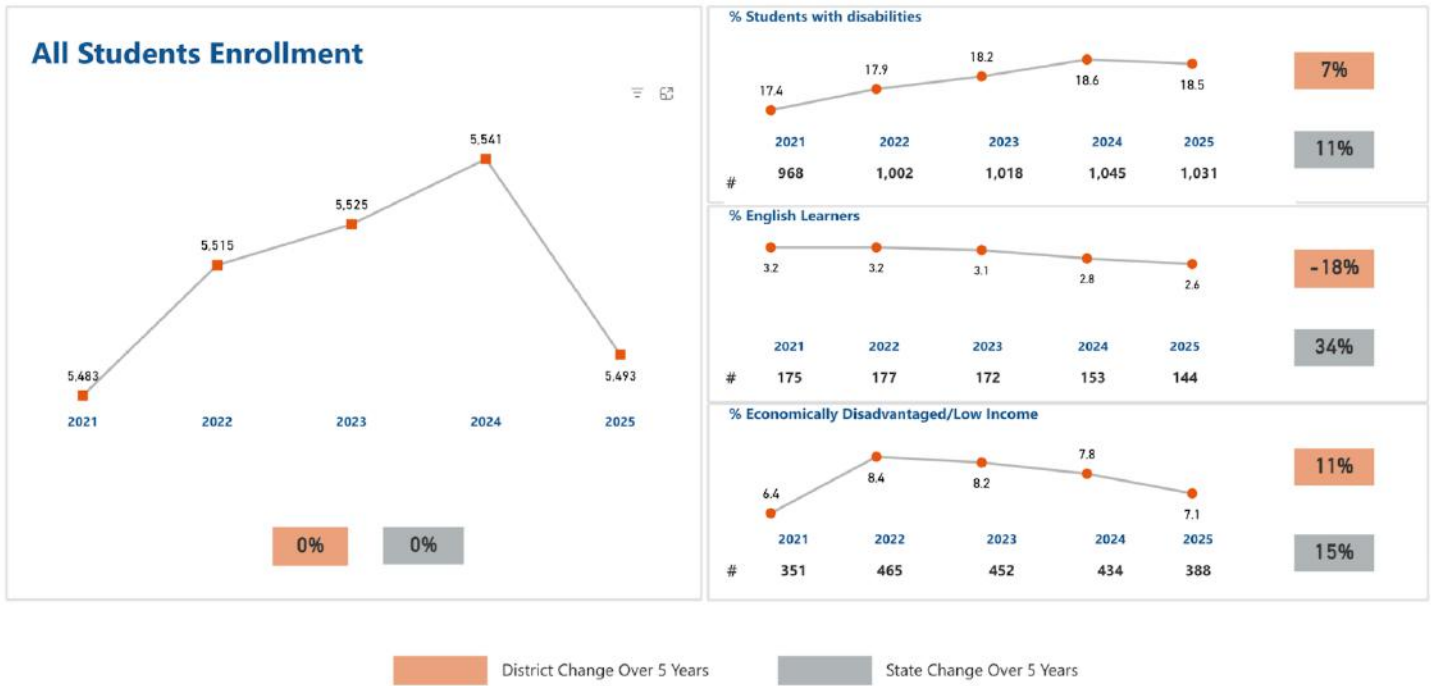 All Students Enrollment
5,541
5,525
5,515
5,483
5,493
2021 2022 2023 2024 2025
0% 0%
% Students with disabilities
17.4 17.9 18.2 18.6 18.5
7%
2021 2022 2023 2024 2025
11%
# 968 1,002 1,018 1,045 1,031
% English Learners
3.2 3.2 3.1 2.8 2.6
-18%
2021 2022 2023 2024 2025
34%
# 175 177 172 153 144
% Economically Disadvantaged/Low Income
6.4 8.4 8.2 7.8 7.1
11%
2021 2022 2023 2024 2025
15%
# 351 465 452 434 388
District Change Over 5 Years State Change Over 5 Years